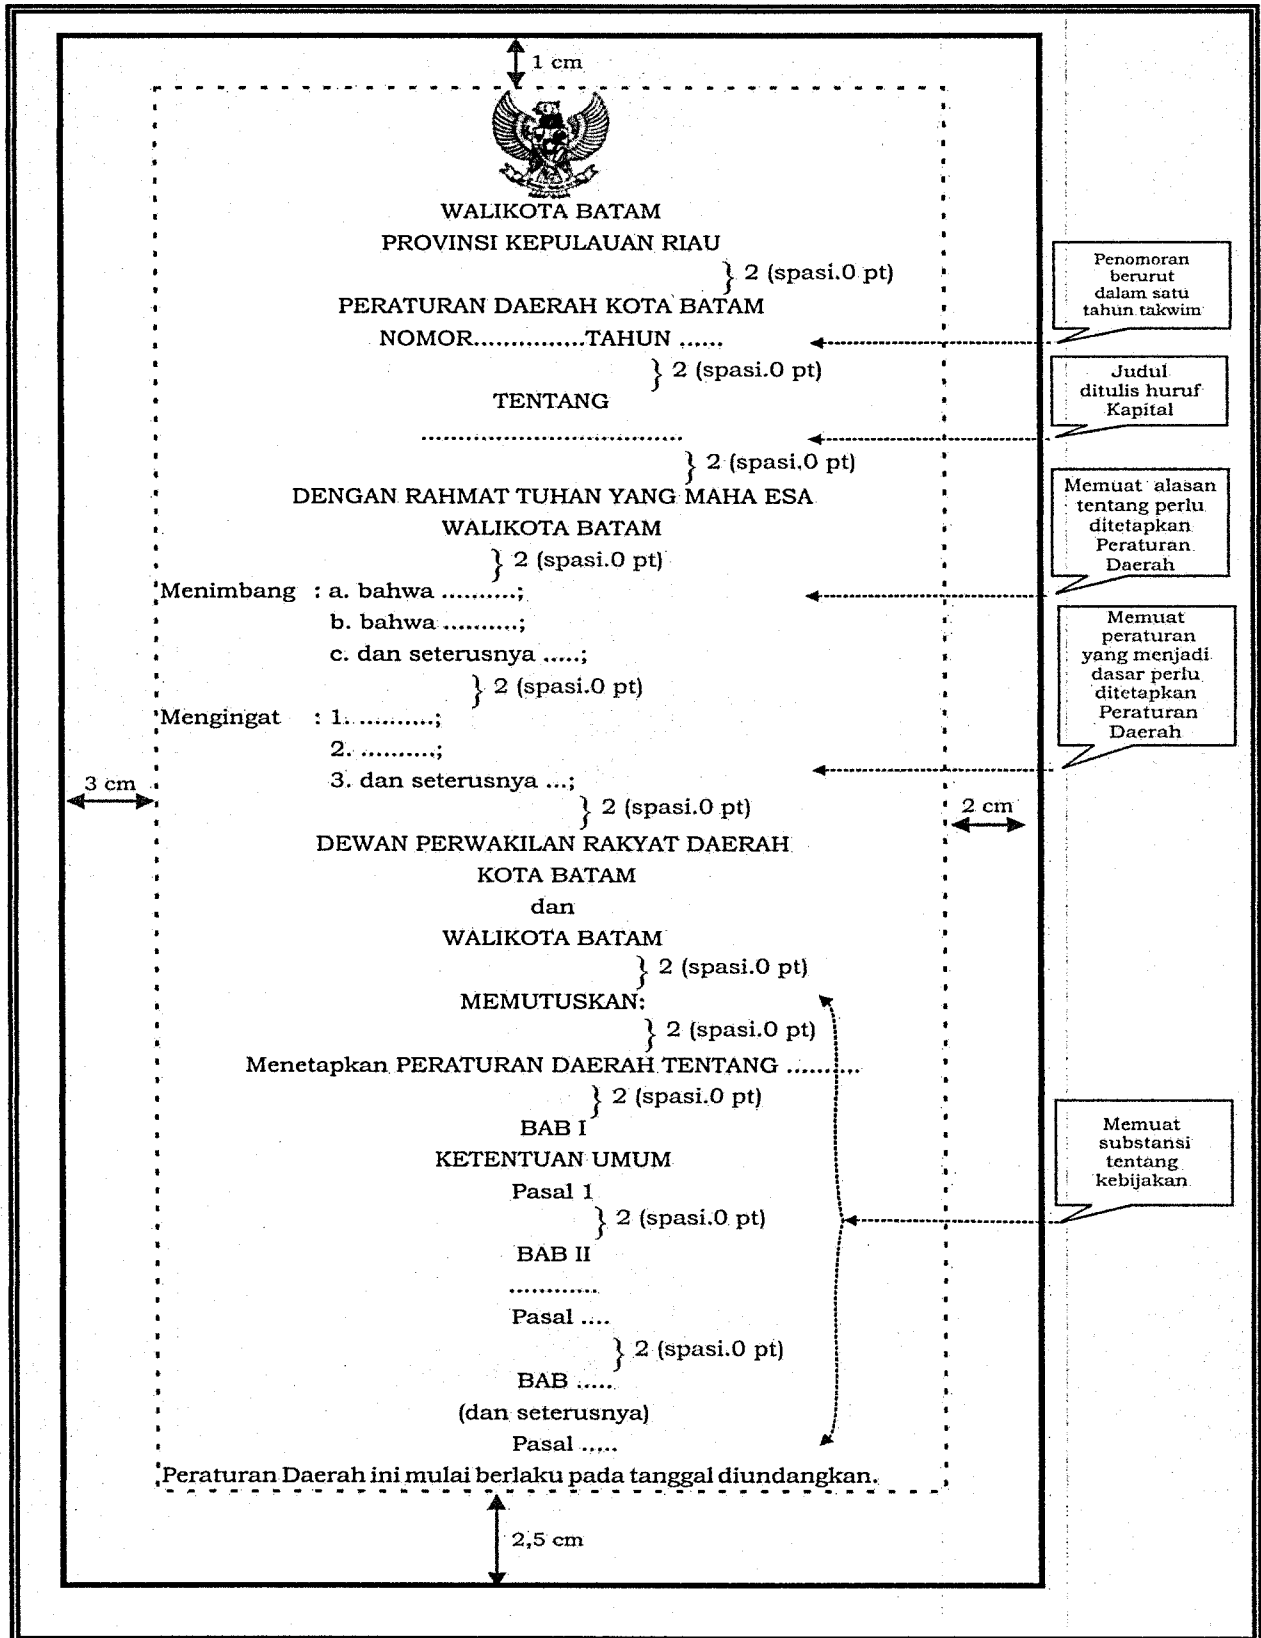 1 cm
WALIKOTA BATAM
PROVINSI KEPULAUAN RIAU
} 2 (spasi.0 pt)
PERATURAN DAERAH KOTA BATAM
NOMOR...............TAHUN ......
} 2 (spasi.0 pt)
TENTANG
.................................
} 2 (spasi.0 pt)
DENGAN RAHMAT TUHAN YANG MAHA ESA
WALIKOTA BATAM
} 2 (spasi.0 pt)
Menimbang : a. bahwa ..........;
b. bahwa ..........;
c. dan seterusnya .....;
} 2 (spasi.0 pt)
Mengingat : 1. ..........;
2. ..........;
3. dan seterusnya ...;
} 2 (spasi.0 pt)
3 cm
2 cm
DEWAN PERWAKILAN RAKYAT DAERAH
KOTA BATAM
dan
WALIKOTA BATAM
} 2 (spasi.0 pt)
MEMUTUSKAN:
} 2 (spasi.0 pt)
Menetapkan PERATURAN DAERAH TENTANG ..........
} 2 (spasi.0 pt)
BAB I
KETENTUAN UMUM
Pasal 1
} 2 (spasi.0 pt)
BAB II
............
Pasal ....
} 2 (spasi.0 pt)
BAB .....
(dan seterusnya)
Pasal .....
Peraturan Daerah ini mulai berlaku pada tanggal diundangkan.
2,5 cm
Penomoran
berurut
dalam satu
tahun takwim
Judul
ditulis huruf
Kapital
Memuat alasan
tentang perlu
ditetapkan
Peraturan
Daerah
Memuat
peraturan
yang menjadi
dasar perlu
ditetapkan
Peraturan
Daerah
Memuat
substansi
tentang
kebijakan